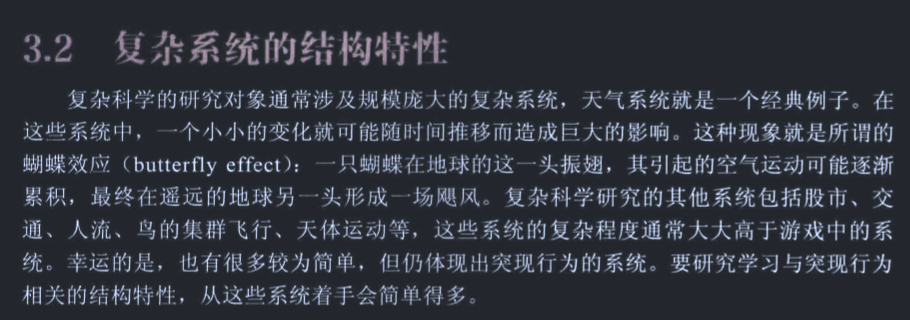 3.2 复杂系统的结构特性
复杂科学的研究对象通常涉及规模庞大的复杂系统，天气系统就是一个经典例子。在
这些系统中，一个小小的变化就可能随时间推移而造成巨大的影响。这种现象就是所谓的
蝴蝶效应（butterfly effect）：一只蝴蝶在地球的这一头振翅，其引起的空气运动可能逐渐
累积，最终在遥远的地球另一头形成一场飓风。复杂科学研究的其他系统包括股市、交
通、人流、鸟的集群飞行、天体运动等，这些系统的复杂程度通常大大高于游戏中的系
统。幸运的是，也有很多较为简单，但仍体现出突现行为的系统。要研究学习与突现行为
相关的结构特性，从这些系统着手会简单得多。